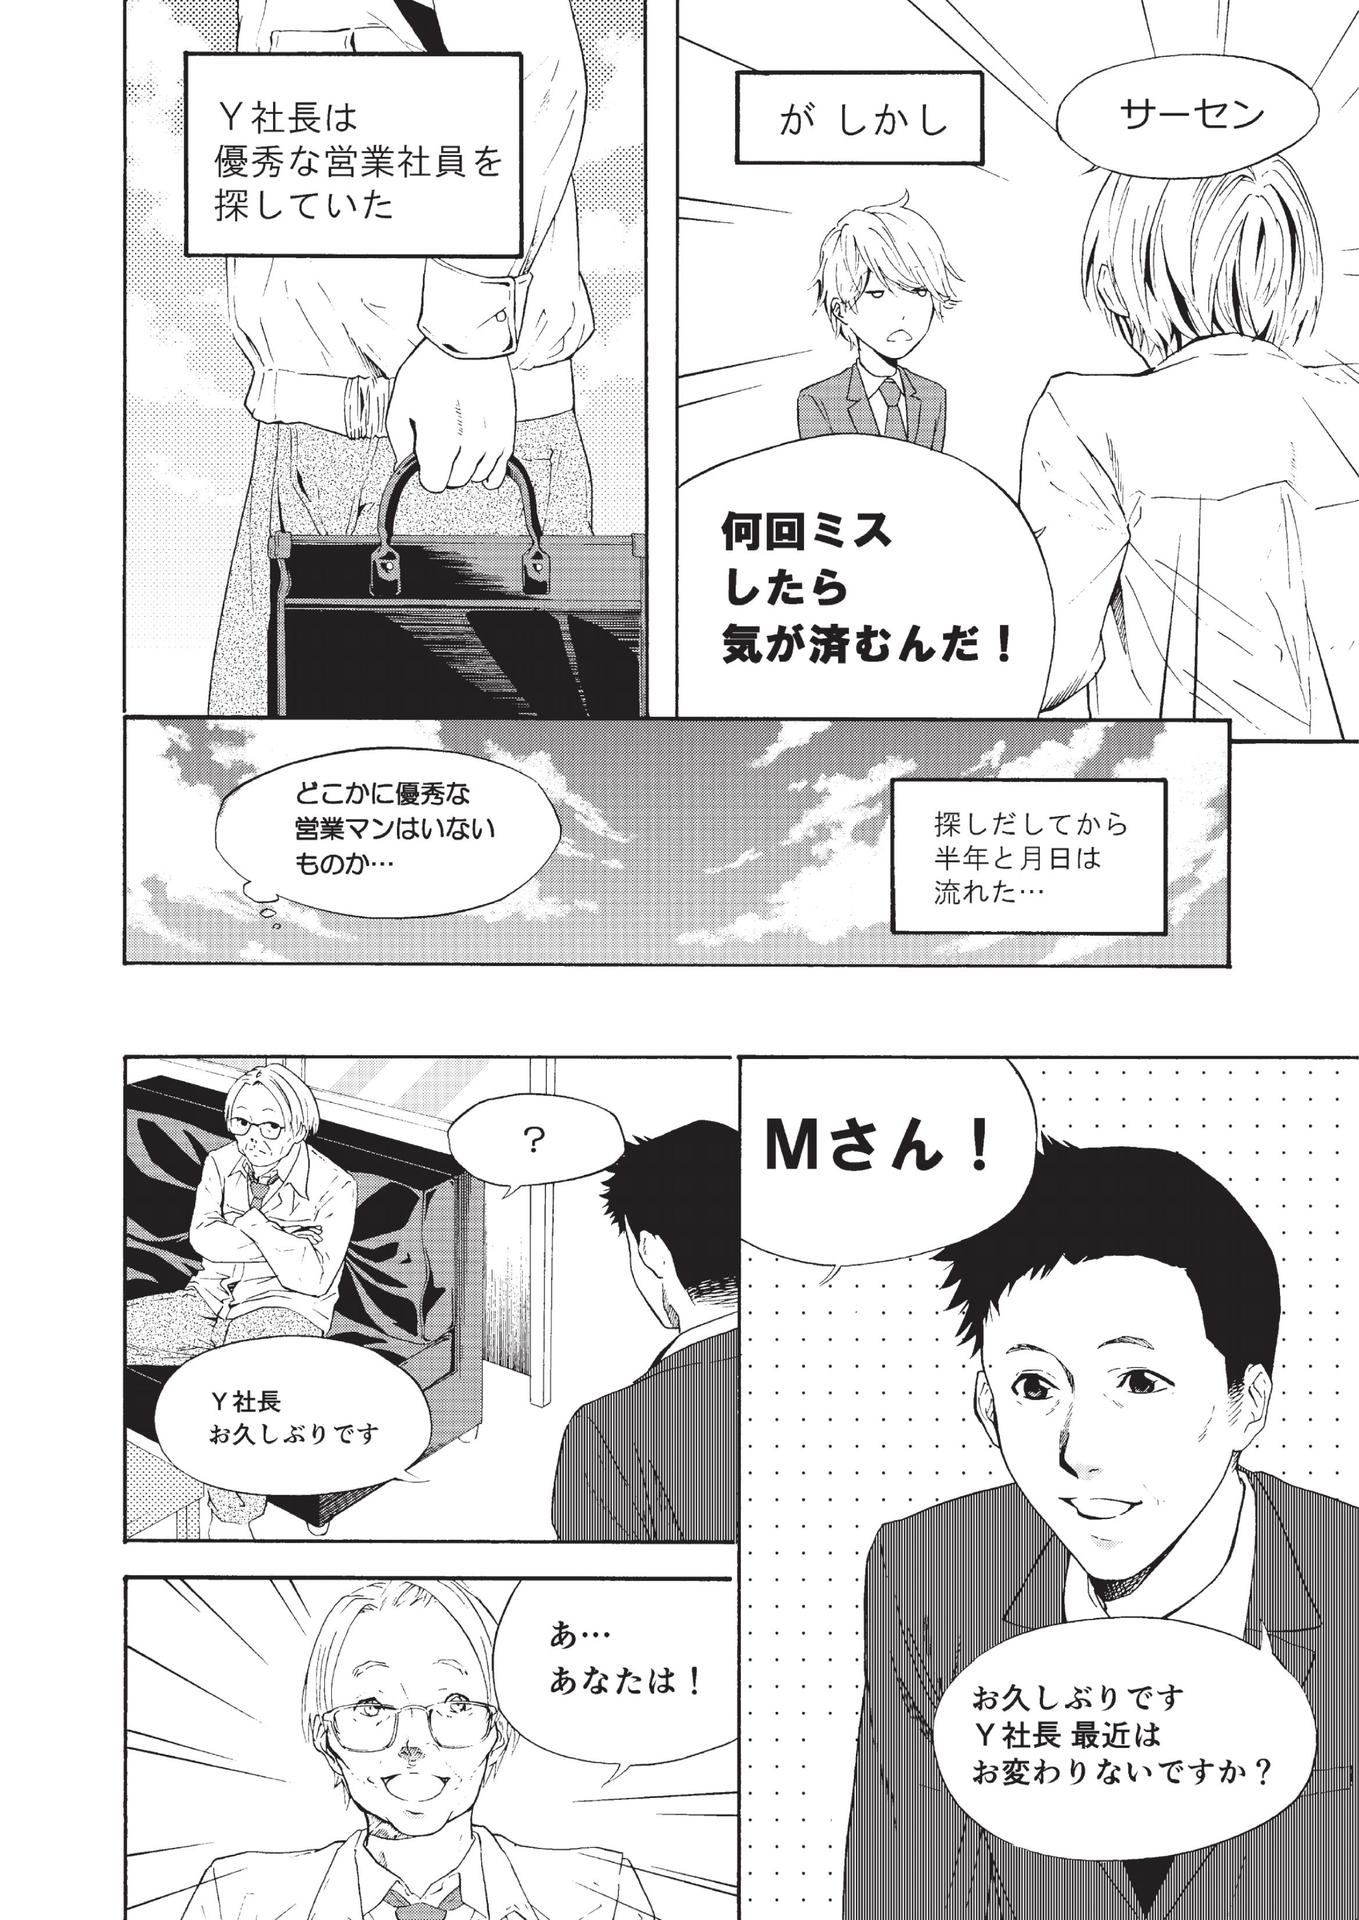 Y社長は
優秀な営業社員を
探していた
が しかし
サーセン
何回ミス
したら
気が済むんだ！
どこかに優秀な
営業マンはいない
ものか…
探しだしてから
半年と月日は
流れた…
？
Y社長
お久しぶりです
あ…
あなたは！
Mさん！
お久しぶりです
Y社長 最近は
お変わりないですか？